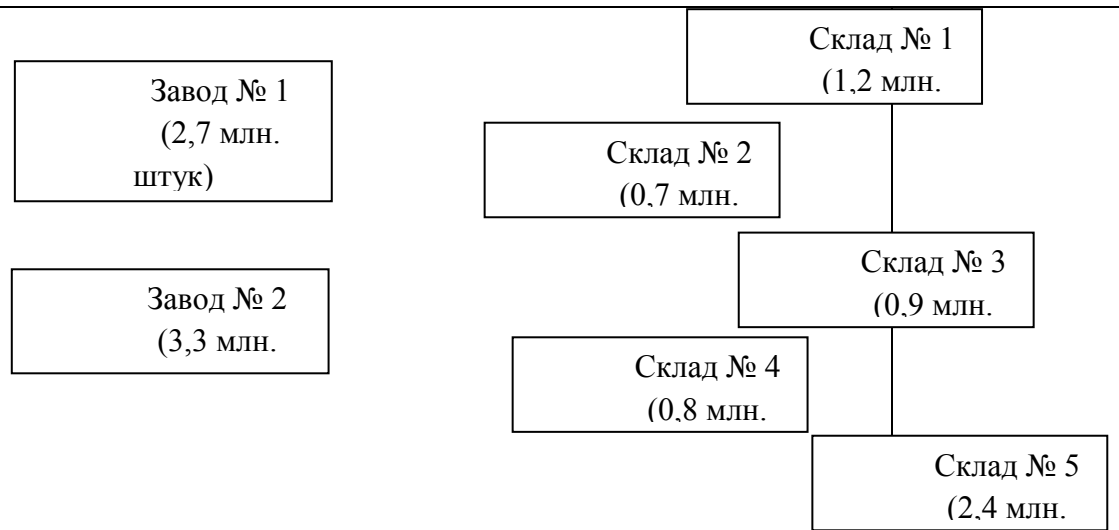 Завод № 1
(2,7 млн.
штук)
Завод № 2
(3,3 млн.
Склад № 1
(1,2 млн.
Склад № 2
(0,7 млн.
Склад № 3
(0,9 млн.
Склад № 4
(0,8 млн.
Склад № 5
(2,4 млн.